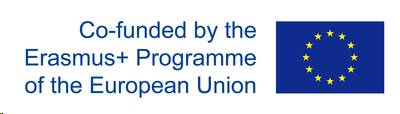 Co-funded by the
Erasmus+ Programme
of the European Union